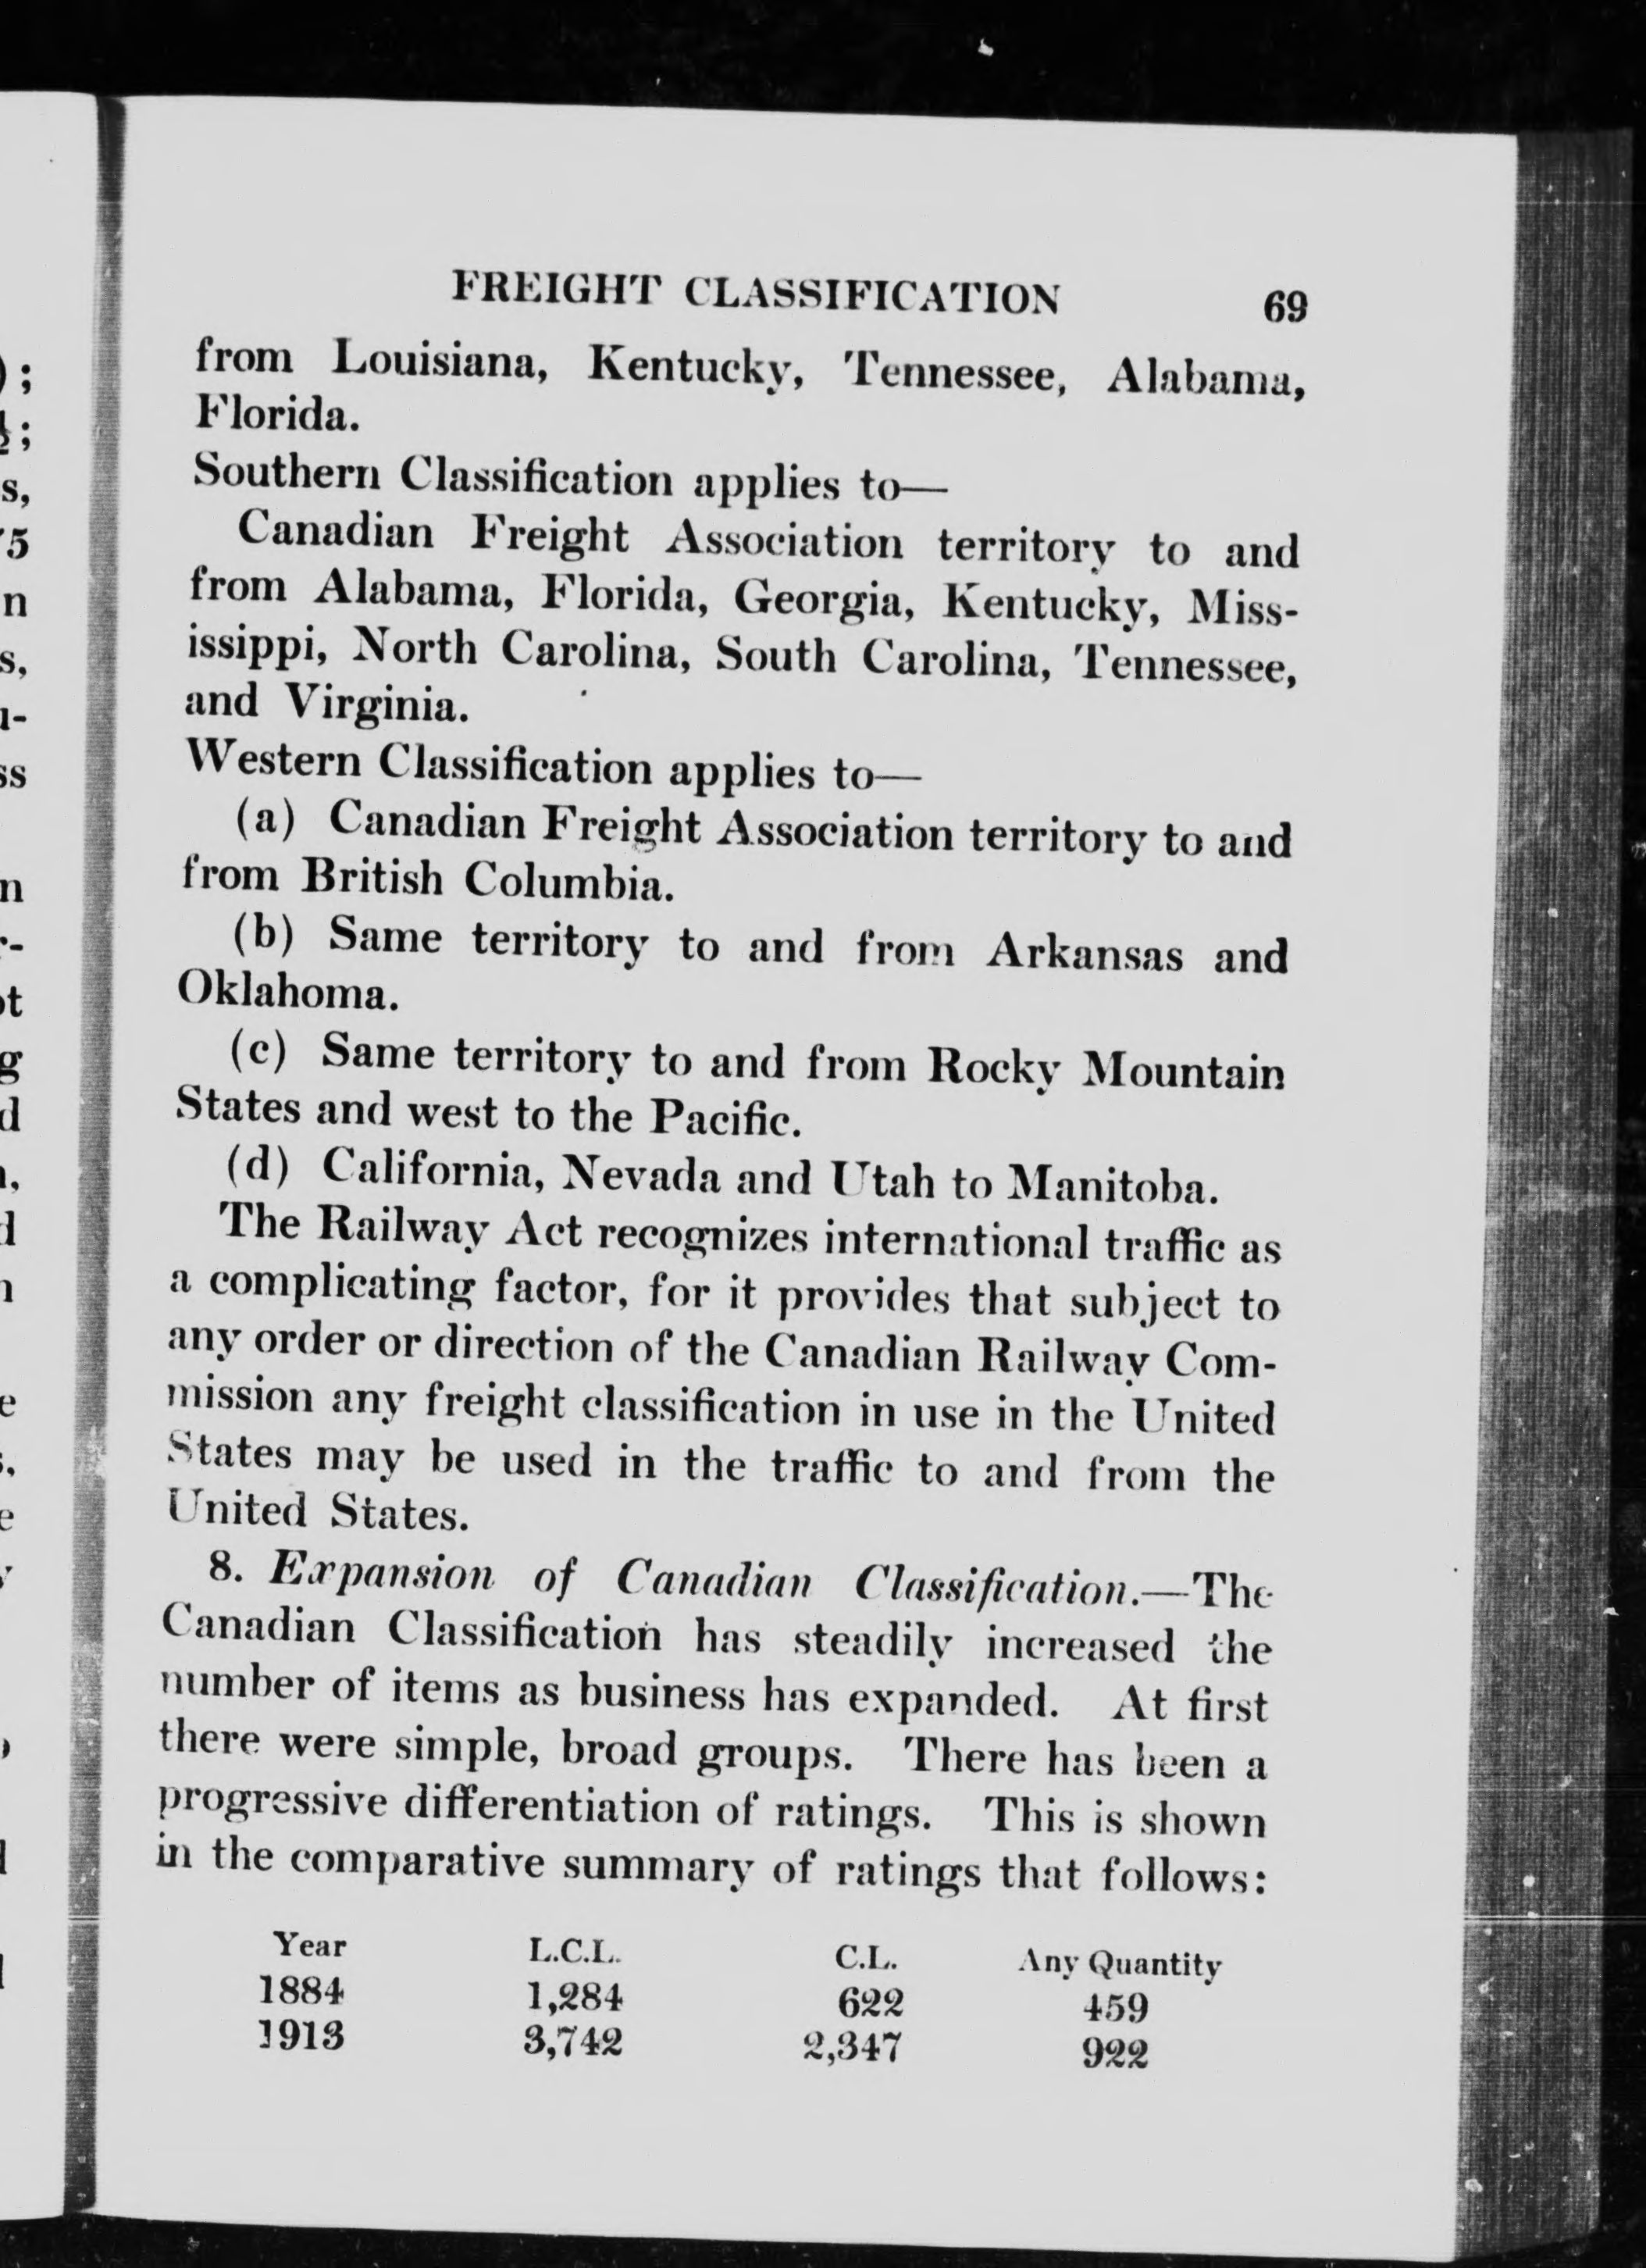 FREIGHT CLASSIFICATION 69
from Louisiana, Kentucky, Tennessee, Alabama,
Florida.
Southern Classification applies to—
Canadian Freight Association territory to and
from Alabama, Florida, Georgia, Kentucky, Miss-
issippi, North Carolina, South Carolina, Tennessee,
and Virginia.
Western Classification applies to—
(a) Canadian Freight Association territory to and
from British Columbia.
(b) Same territory to and from Arkansas and
Oklahoma.
(c) Same territory to and from Rocky Mountain
States and west to the Pacific.
(d) California, Nevada and Utah to Manitoba.
The Railway Act recognizes international traffic as
a complicating factor, for it provides that subject to
any order or direction of the Canadian Railway Com-
mission any freight classification in use in the United
States may be used in the traffic to and from the
United States.
8. Expansion of Canadian Classification.—The
Canadian Classification has steadily increased the
number of items as business has expanded. At first
there were simple, broad groups. There has been a
progressive differentiation of ratings. This is shown
in the comparative summary of ratings that follows:
Year L.C.L. C.L. Any Quantity
1884 1,284 622 459
1913 3,742 2,347 922